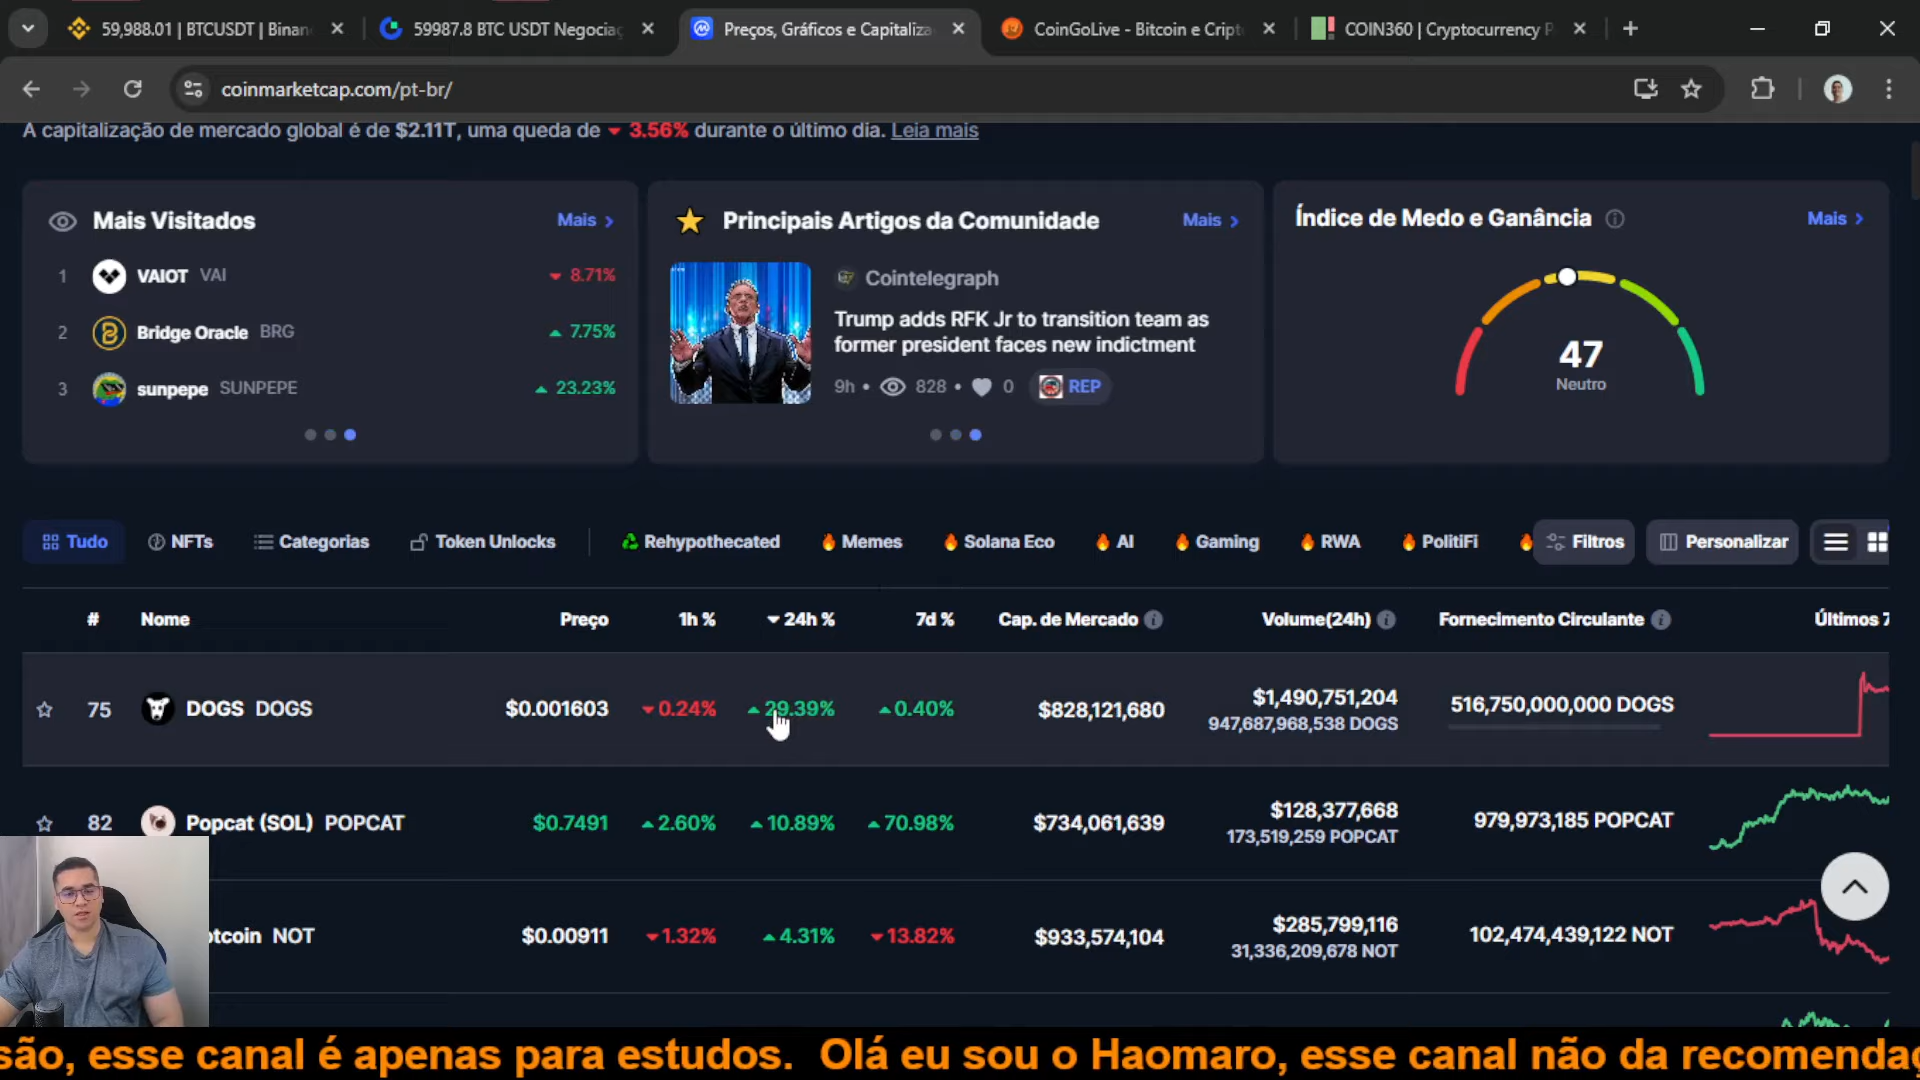 59,988.01 | BTCUSDT | Binan
59987.8 BTC USDT Negociaç
Preços, Gráficos e Capitaliza
CoinGoLive - Bitcoin e Cript
COIN360 | Cryptocurrency P
coinmarketcap.com/pt-br/
A capitalização de mercado global é de $2.11T, uma queda de 3.56% durante o último dia. Leia mais
Mais Visitados
Mais
1 VAIOT VAI 8.71%
2 Bridge Oracle BRG 7.75%
3 sunpepe SUNPEPE 23.23%
Principais Artigos da Comunidade
Mais
Cointelegraph
Trump adds RFK Jr to transition team as
former president faces new indictment
9h • 828 • 0 REP
Índice de Medo e Ganância
Mais
47
Neutro
Tudo NFTs Categorias Token Unlocks Rehypothecated Memes Solana Eco AI Gaming RWA PolitiFi Filtros Personalizar
# Nome Preço 1h % 24h % 7d % Cap. de Mercado Volume(24h) Fornecimento Circulante Últimos 7
75 DOGS DOGS $0.001603 0.24% 29.39% 0.40% $828,121,680 $1,490,751,204 516,750,000,000 DOGS
947,687,968,538 DOGS
82 Popcat (SOL) POPCAT $0.7491 2.60% 10.89% 70.98% $734,061,639 $128,377,668 979,973,185 POPCAT
173,519,259 POPCAT
otcoin NOT $0.00911 1.32% 4.31% 13.82% $933,574,104 $285,799,116 102,474,439,122 NOT
31,336,209,678 NOT
são, esse canal é apenas para estudos. Olá eu sou o Haomaro, esse canal não da recomendaç